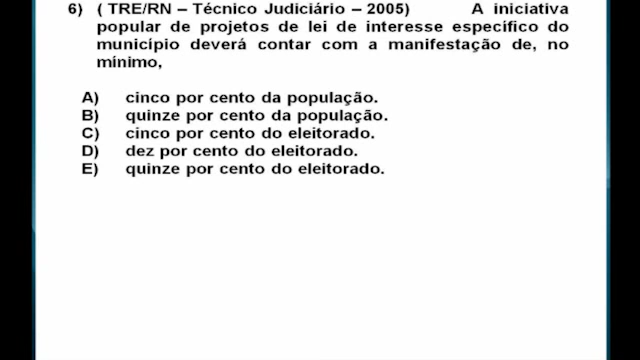 6) ( TRE/RN – Técnico Judiciário – 2005) A iniciativa
popular de projetos de lei de interesse específico do
município deverá contar com a manifestação de, no
mínimo,
A) cinco por cento da população.
B) quinze por cento da população.
C) cinco por cento do eleitorado.
D) dez por cento do eleitorado.
E) quinze por cento do eleitorado.